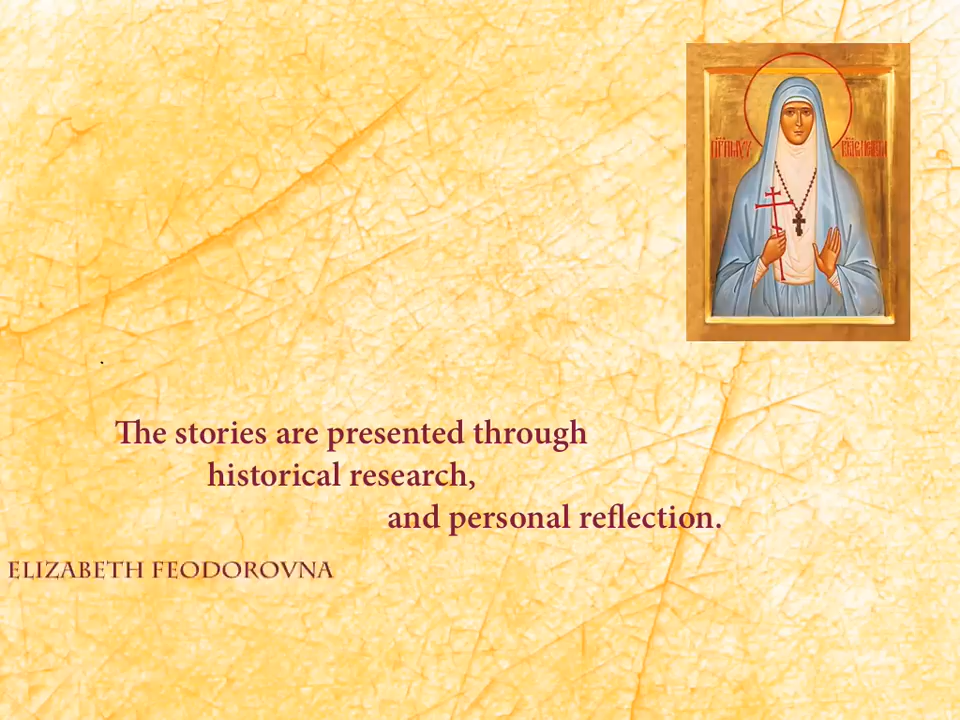 The stories are presented through
historical research,
and personal reflection.
ELIZABETH FEODOROVNA